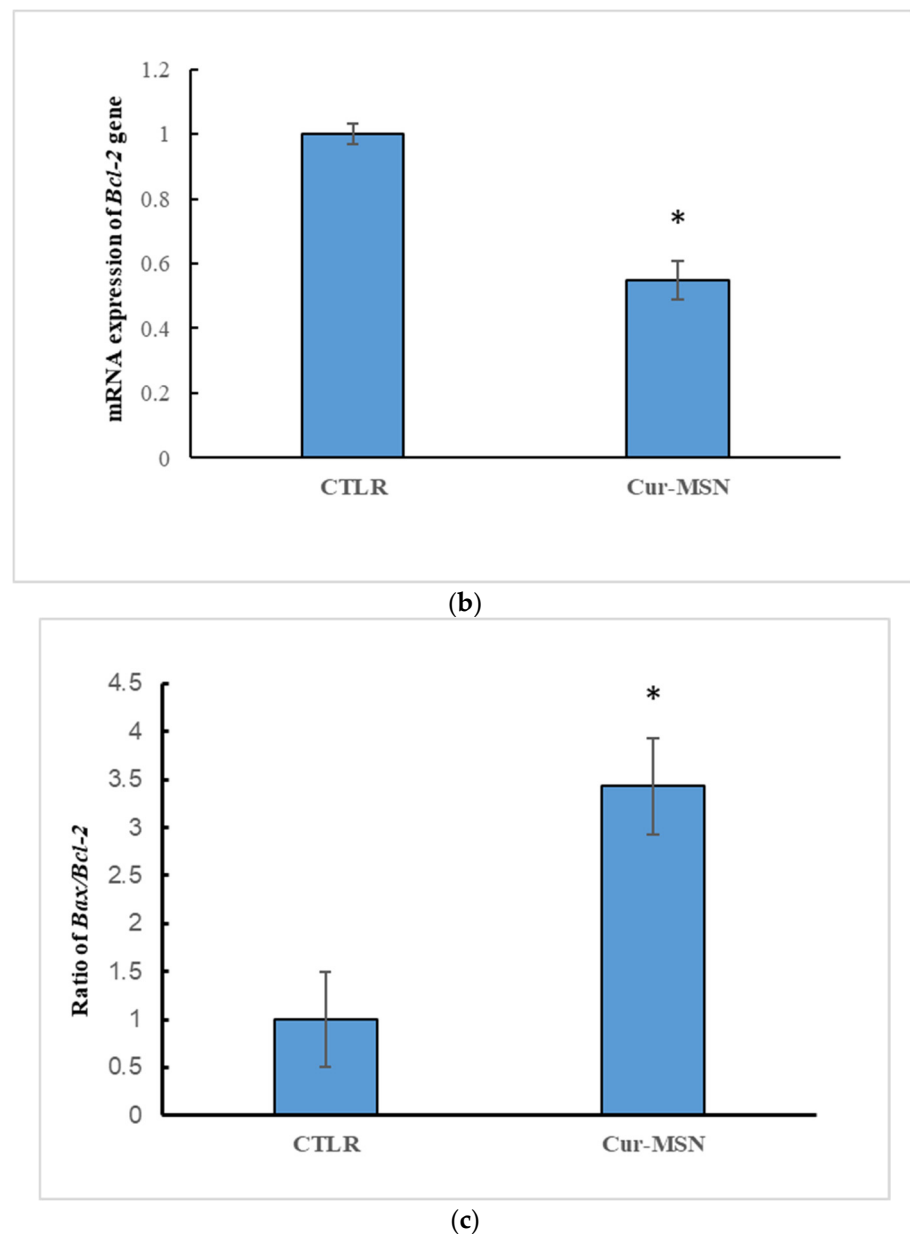 1.2
1
0.8
0.6
0.4
0.2
0
mRNA expression of Bcl-2 gene
*
CTLR
Cur-MSN
(b)
4.5
4
3.5
3
2.5
2
1.5
1
0.5
0
Ratio of Bax/Bcl-2
*
CTLR
Cur-MSN
(c)